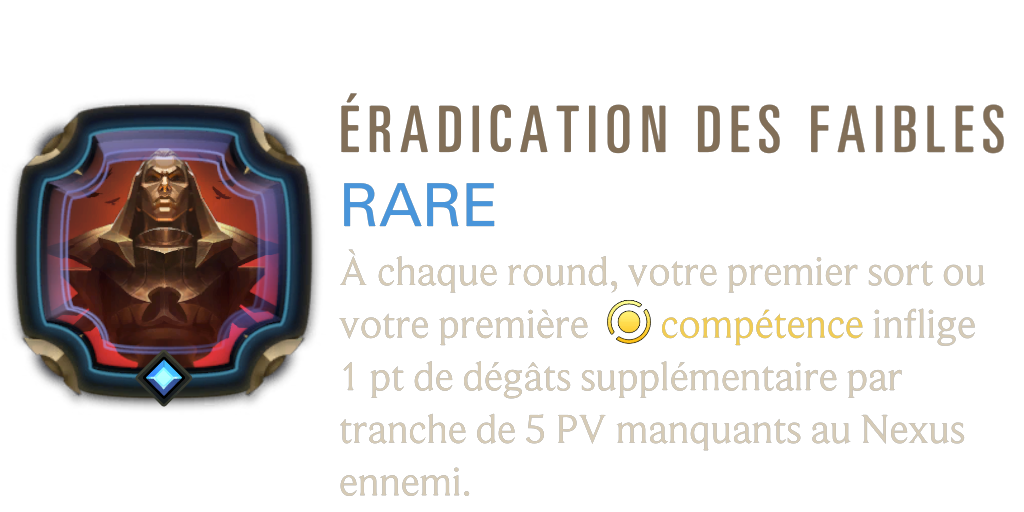 ÉRADICATION DES FAIBLES
RARE
À chaque round, votre premier sort ou
votre première compétence inflige
1 pt de dégâts supplémentaire par
tranche de 5 PV manquants au Nexus
ennemi.